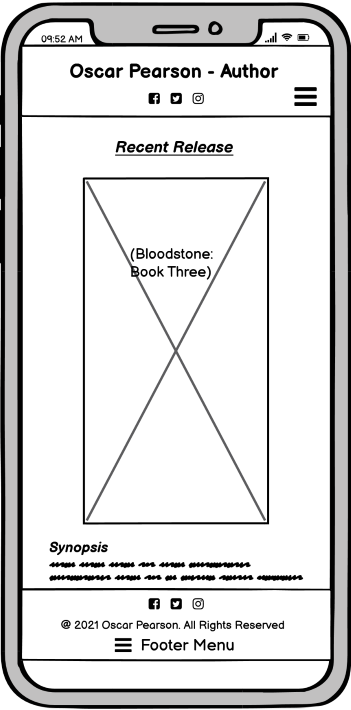 09:52 AM
Oscar Pearson - Author
Recent Release
(Bloodstone:
Book Three)
Synopsis
@ 2021 Oscar Pearson. All Rights Reserved
Footer Menu